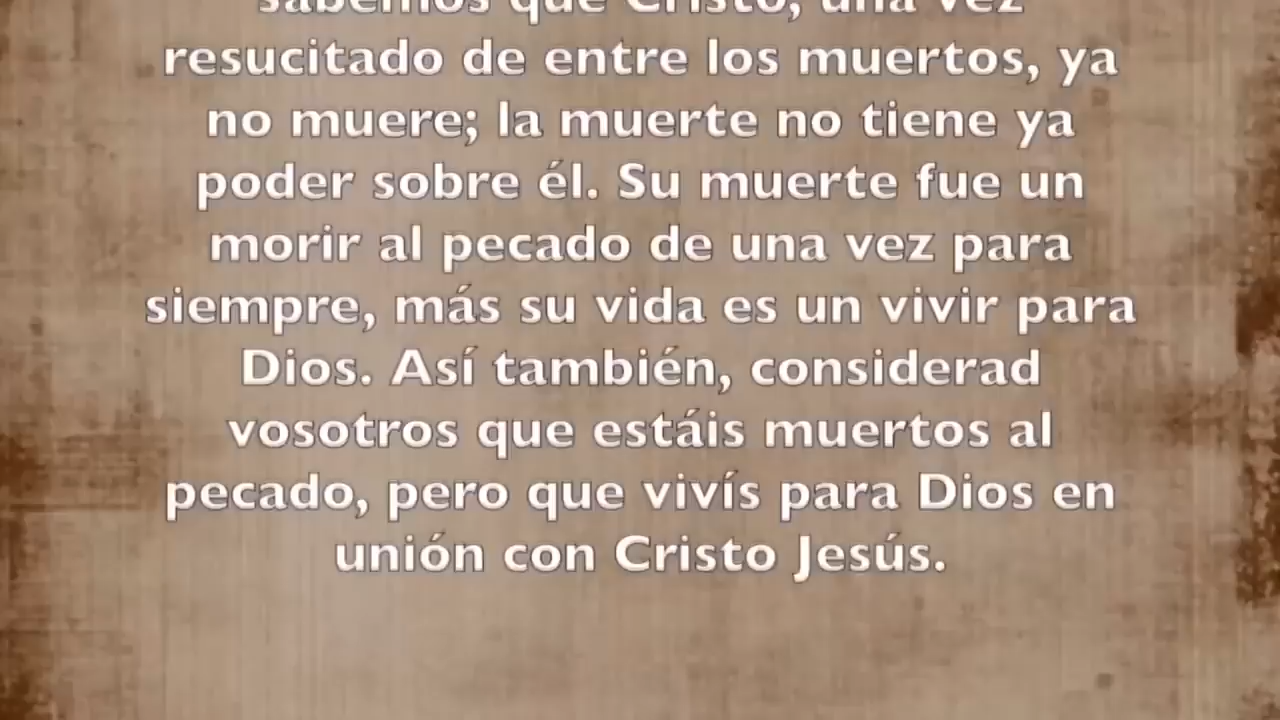 sabemos que Cristo, una vez
resucitado de entre los muertos, ya
no muere; la muerte no tiene ya
poder sobre él. Su muerte fue un
morir al pecado de una vez para
siempre, más su vida es un vivir para
Dios. Así también, considerad
vosotros que estáis muertos al
pecado, pero que vivís para Dios en
unión con Cristo Jesús.